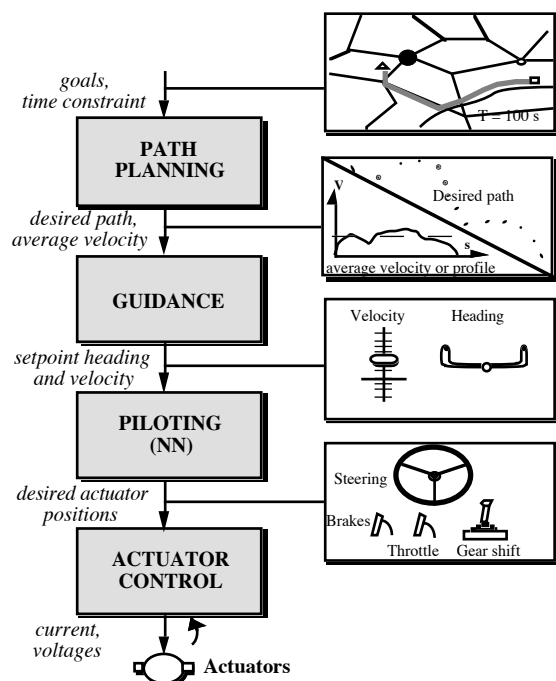 goals,
time constraint
T = 100 s
PATH
PLANNING
desired path,
average velocity
V
Desired path
s
average velocity or profile
GUIDANCE
setpoint heading
and velocity
Velocity
Heading
PILOTING
(NN)
desired actuator
positions
Steering
Brakes
Throttle
Gear shift
ACTUATOR
CONTROL
current,
voltages
Actuators